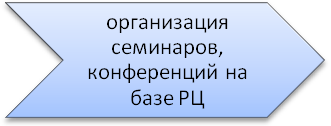 организация
семинаров,
конференций на
базе РЦ